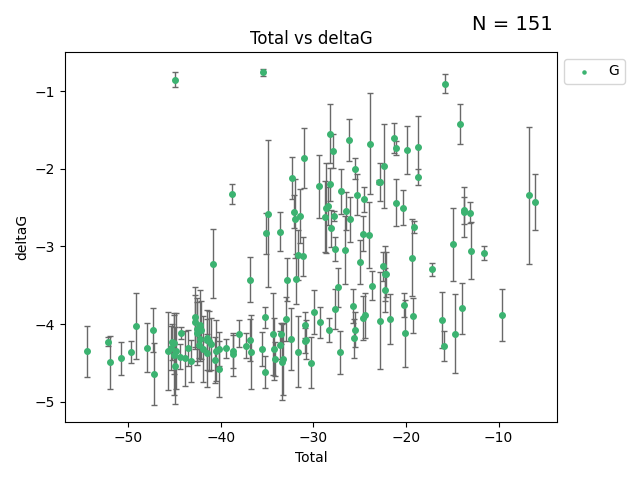 N = 151
Total vs deltaG
G
deltaG
−1
−2
−3
−4
−5
−50
−40
−30
−20
−10
Total